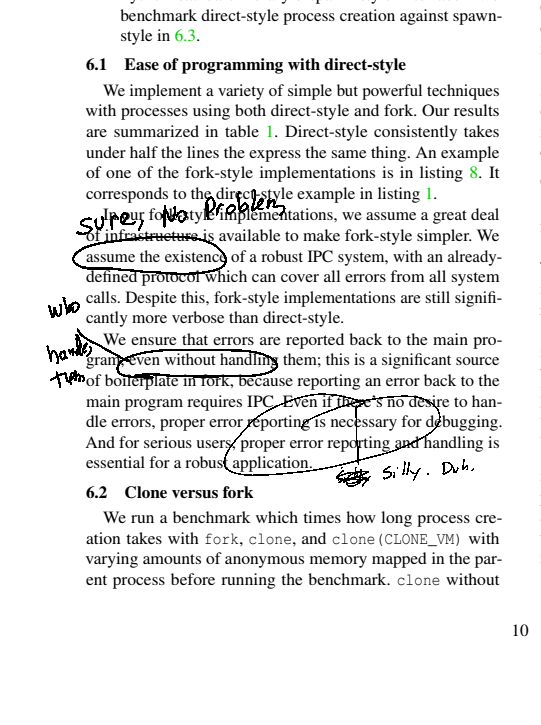 benchmark direct-style process creation against spawn-
style in 6.3.
6.1 Ease of programming with direct-style
We implement a variety of simple but powerful techniques
with processes using both direct-style and fork. Our results
are summarized in table 1. Direct-style consistently takes
under half the lines the express the same thing. An example
of one of the fork-style implementations is in listing 8. It
corresponds to the direct-style example in listing 1.
Sure, No Problem
In our fork-style implementations, we assume a great deal
of infrastructure is available to make fork-style simpler. We
assume the existence of a robust IPC system, with an already-
defined protocol which can cover all errors from all system
calls. Despite this, fork-style implementations are still signifi-
cantly more verbose than direct-style.
who
handles
them
We ensure that errors are reported back to the main pro-
gram, even without handling them; this is a significant source
of boilerplate in fork, because reporting an error back to the
main program requires IPC. Even if there's no desire to han-
dle errors, proper error reporting is necessary for debugging.
And for serious users, proper error reporting and handling is
essential for a robust application.
Silly. Duh.
6.2 Clone versus fork
We run a benchmark which times how long process cre-
ation takes with fork, clone, and clone(CLONE_VM) with
varying amounts of anonymous memory mapped in the par-
ent process before running the benchmark. clone without
10